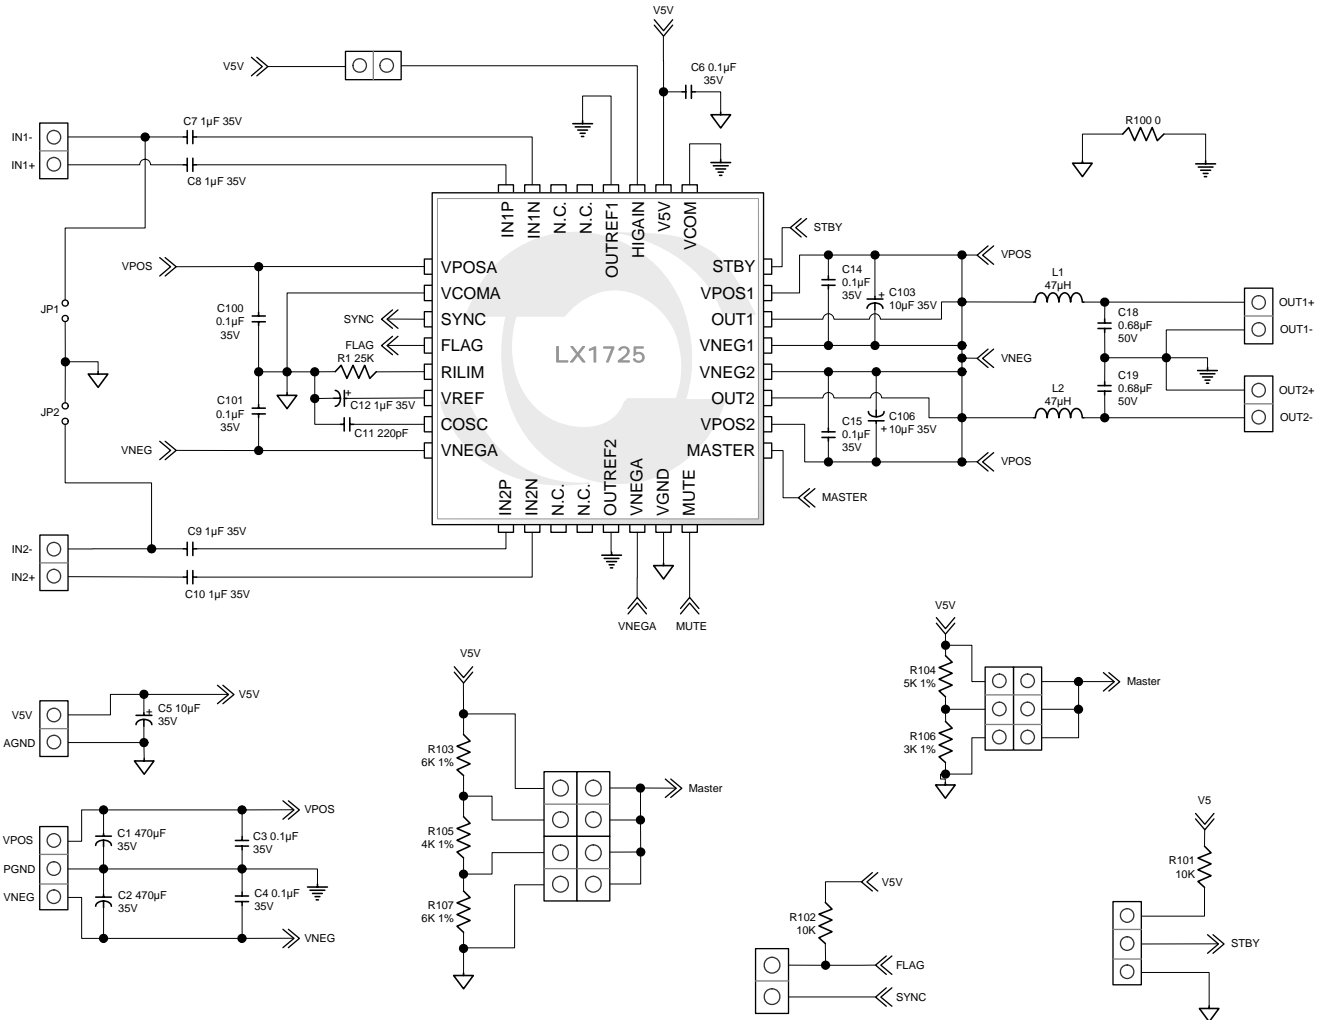 V5V
V5V
C6 0.1µF
35V
IN1-
IN1+
C7 1µF 35V
C8 1µF 35V
R100 0
IN1P
IN1N
N.C.
N.C.
OUTREF1
HIGAIN
V5V
VCOM
VPOS
VPOSA
VCOMA
SYNC
FLAG
RILIM
VREF
COSC
VNEGA
LX1725
STBY
VPOS1
OUT1
VNEG1
VNEG2
OUT2
VPOS2
MASTER
STBY
C14
0.1µF
35V
C103
10µF 35V
VPOS
L1
47µH
OUT1+
OUT1-
C18
0.68µF
50V
VNEG
C19
0.68µF
50V
L2
47µH
OUT2+
OUT2-
C15
0.1µF
35V
C106
10µF 35V
VPOS
MASTER
JP1
C100
0.1µF
35V
SYNC
FLAG
R1 25K
C12 1µF 35V
C11 220pF
JP2
C101
0.1µF
35V
VNEG
IN2P
IN2N
N.C.
N.C.
OUTREF2
VNEGA
VGND
MUTE
IN2-
IN2+
C9 1µF 35V
C10 1µF 35V
VNEGA
MUTE
V5V
AGND
C5 10µF
35V
V5V
VPOS
PGND
VNEG
C1 470µF
35V
C2 470µF
35V
C3 0.1µF
35V
C4 0.1µF
35V
VPOS
VNEG
V5V
R103
6K 1%
R105
4K 1%
R107
6K 1%
Master
V5V
R104
5K 1%
R106
3K 1%
Master
V5V
R102
10K
FLAG
SYNC
V5
R101
10K
STBY